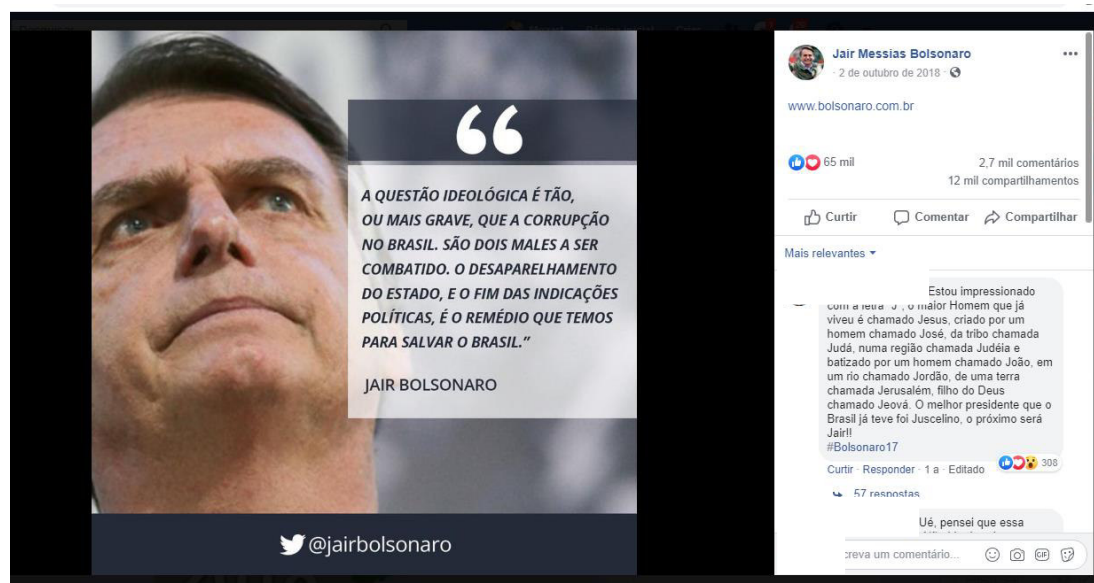 “
A QUESTÃO IDEOLÓGICA É TÃO,
OU MAIS GRAVE, QUE A CORRUPÇÃO
NO BRASIL. SÃO DOIS MALES A SER
COMBATIDO. O DESAPARELHAMENTO
DO ESTADO, E O FIM DAS INDICAÇÕES
POLÍTICAS, É O REMÉDIO QUE TEMOS
PARA SALVAR O BRASIL.”
JAIR BOLSONARO
@jairbolsonaro
Jair Messias Bolsonaro
2 de outubro de 2018 ·
www.bolsonaro.com.br
65 mil
2,7 mil comentários
12 mil compartilhamentos
Curtir Comentar Compartilhar
Mais relevantes
Estou impressionado
com a letra "J", o maior Homem que já
viveu é chamado Jesus, criado por um
homem chamado José, da tribo chamada
Judá, numa região chamada Judéia e
batizado por um homem chamado João, em
um rio chamado Jordão, de uma terra
chamada Jerusalém, filho do Deus
chamado Jeová. O melhor presidente que o
Brasil já teve foi Juscelino, o próximo será
Jair!!
#Bolsonaro17
Curtir · Responder · 1 a · Editado 308
57 respostas
Ué, pensei que essa
creva um comentário...
GIF